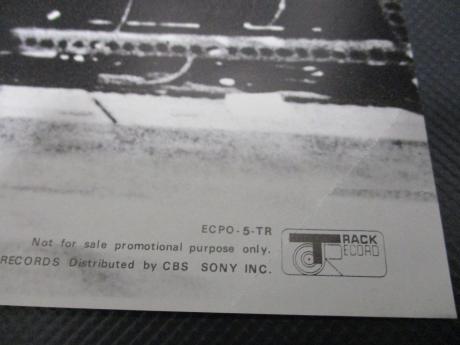 ECPO-5-TR
Not for sale promotional purpose only.
RECORDS Distributed by CBS SONY INC.
TRACK
RECORD